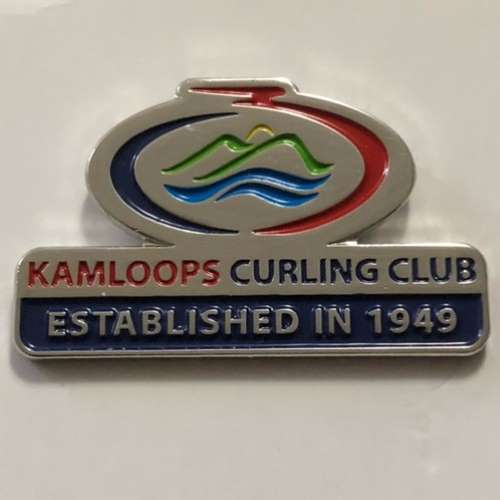 KAMLOOPS CURLING CLUB
ESTABLISHED IN 1949